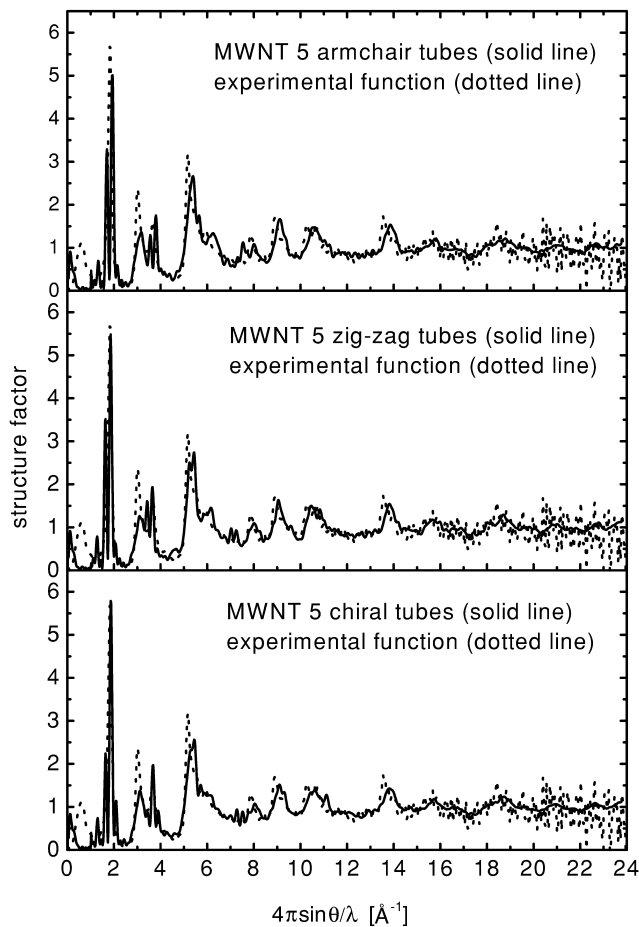 6
5
4
3
2
1
0
MWNT 5 armchair tubes (solid line)
experimental function (dotted line)
6
5
4
3
2
1
0
MWNT 5 zig-zag tubes (solid line)
experimental function (dotted line)
structure factor
6
5
4
3
2
1
0
MWNT 5 chiral tubes (solid line)
experimental function (dotted line)
0 2 4 6 8 10 12 14 16 18 20 22 24
4πsinθ/λ [Å⁻¹]